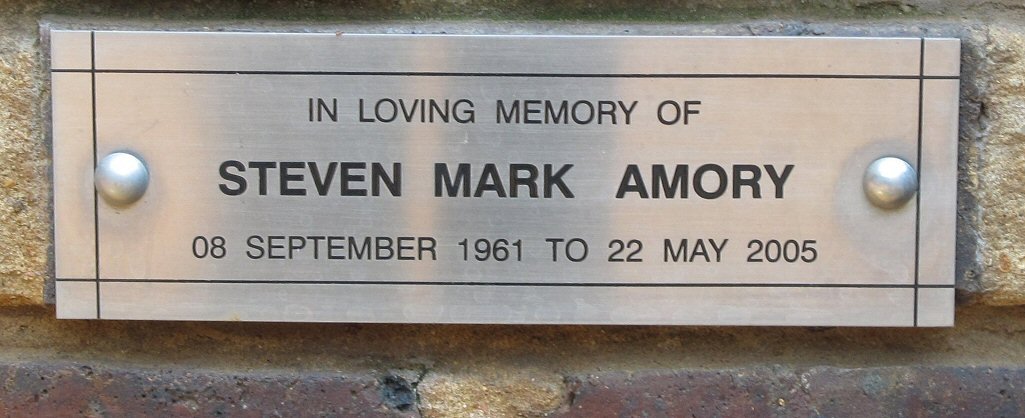 IN LOVING MEMORY OF
STEVEN MARK AMORY
08 SEPTEMBER 1961 TO 22 MAY 2005